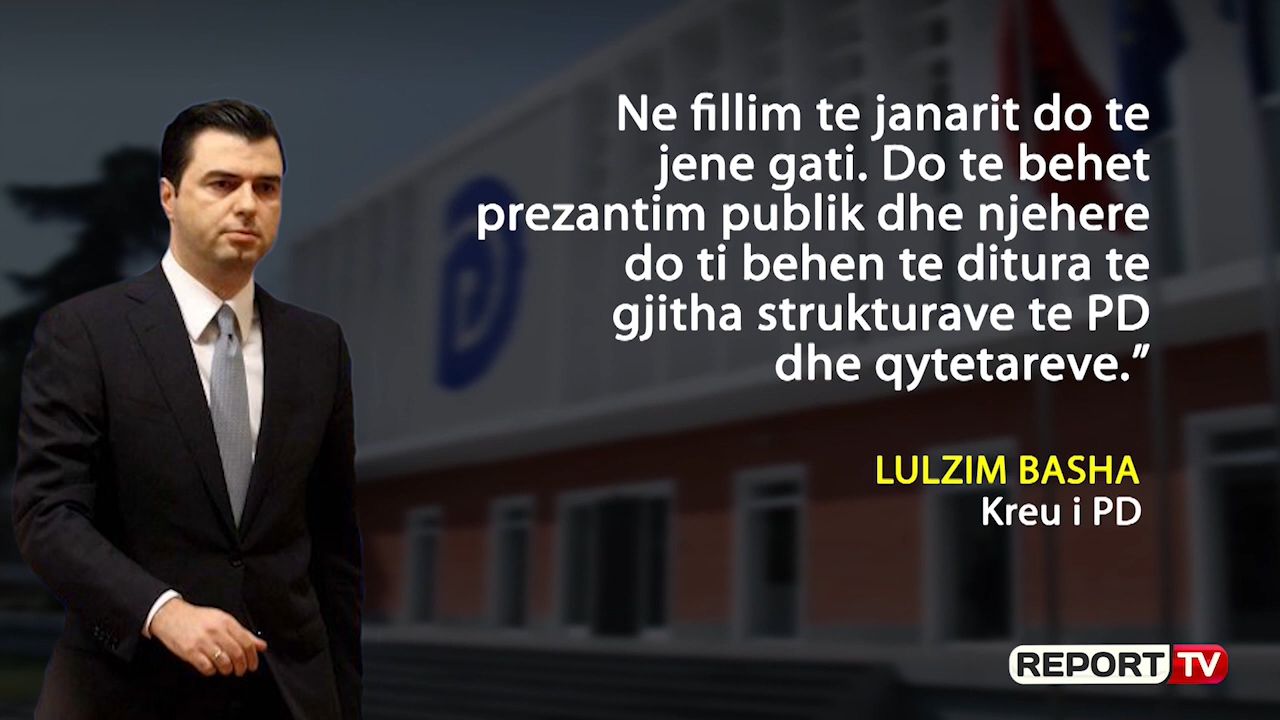 Ne fillim te janarit do te
jene gati. Do te behet
prezantim publik dhe njehere
do ti behen te ditura te
gjitha strukturave te PD
dhe qytetareve.”
LULZIM BASHA
Kreu i PD
REPORT TV